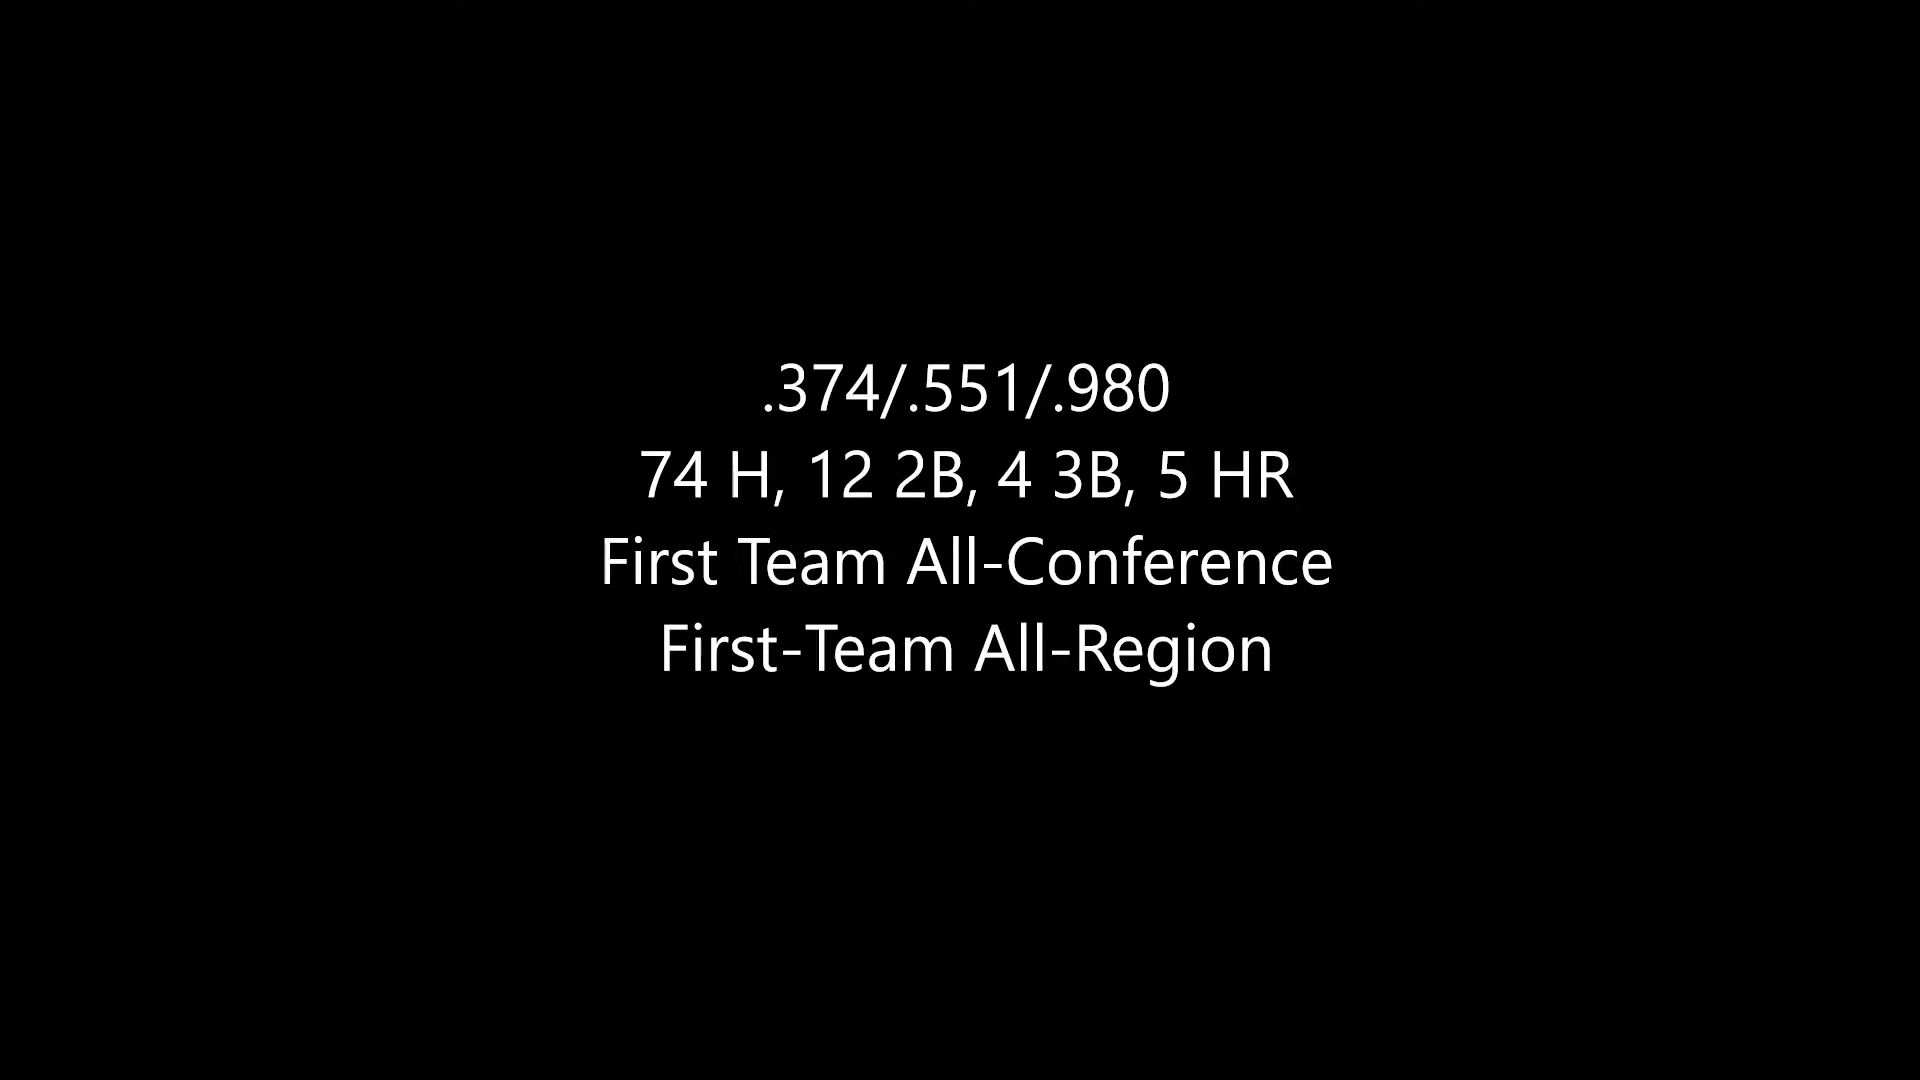 .374/.551/.980
74 H, 12 2B, 4 3B, 5 HR
First Team All-Conference
First-Team All-Region